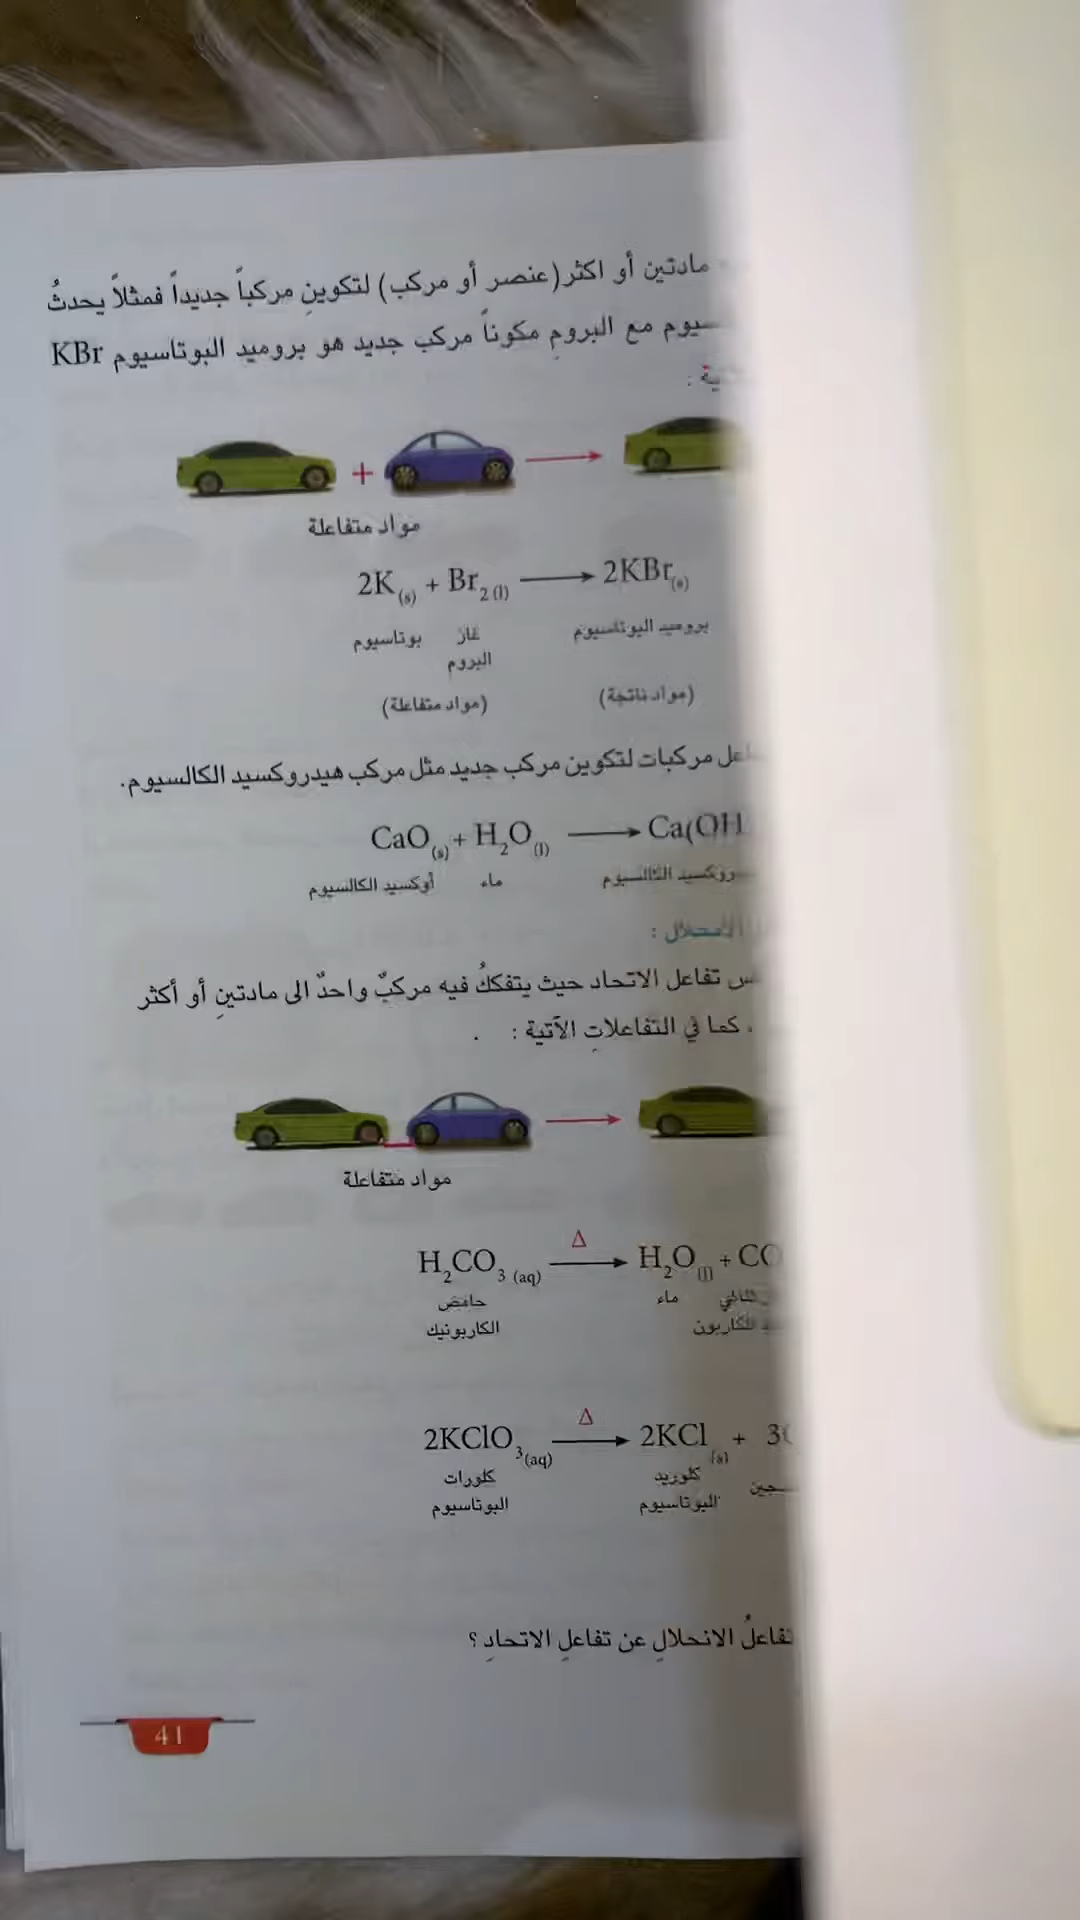 مادتين أو اكثر (عنصر أو مركب) لتكوينِ مركباً جديداً فمثلاً يحدثُ
مع البرومِ مكوناً مركب جديد هو بروميد البوتاسيوم KBr
+
مواد متفاعلة
2K(s) + Br2(l) → 2KBr(s)
بوتاسيوم غاز بروميد البوتاسيوم
البروم
(مواد متفاعلة) (مواد ناتجة)
مركبات لتكوين مركب جديد مثل مركب هيدروكسيد الكالسيوم.
CaO(s) + H2O(l) → Ca(OH
أوكسيد الكالسيوم ماء
تفاعل الاتحاد حيث يتفككُ فيه مركبٌ واحدٌ الى مادتينِ أو أكثر
كما في التفاعلاتِ الآتية :
مواد متفاعلة
Δ
H2CO3 (aq) → H2O(l) + CO
حامض ماء
الكاربونيك
Δ
2KClO3(aq) → 2KCl(s) + 3
كلورات كلوريد
البوتاسيوم البوتاسيوم
الانحلالِ عن تفاعلِ الاتحادِ ؟
41